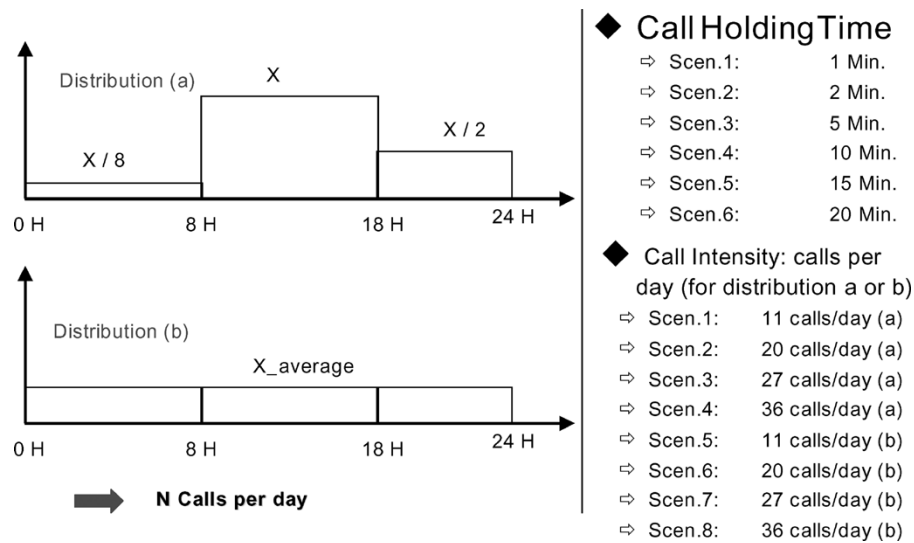 Distribution (a)
X
X / 2
X / 8
0 H
8 H
18 H
24 H
Distribution (b)
X_average
0 H
8 H
18 H
24 H
N Calls per day
Call Holding Time
Scen.1: 1 Min.
Scen.2: 2 Min.
Scen.3: 5 Min.
Scen.4: 10 Min.
Scen.5: 15 Min.
Scen.6: 20 Min.
Call Intensity: calls per
day (for distribution a or b)
Scen.1: 11 calls/day (a)
Scen.2: 20 calls/day (a)
Scen.3: 27 calls/day (a)
Scen.4: 36 calls/day (a)
Scen.5: 11 calls/day (b)
Scen.6: 20 calls/day (b)
Scen.7: 27 calls/day (b)
Scen.8: 36 calls/day (b)